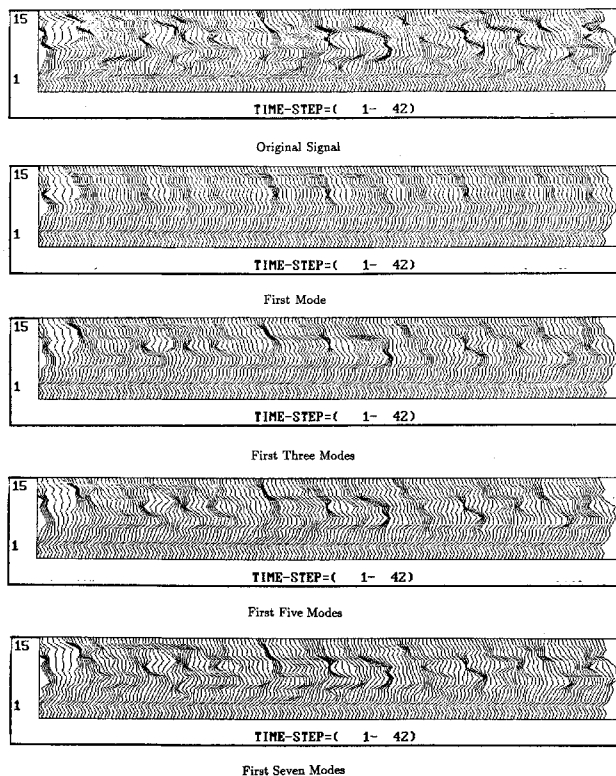 15
1
TIME-STEP=( 1- 42)
Original Signal
15
1
TIME-STEP=( 1- 42)
First Mode
15
1
TIME-STEP=( 1- 42)
First Three Modes
15
1
TIME-STEP=( 1- 42)
First Five Modes
15
1
TIME-STEP=( 1- 42)
First Seven Modes